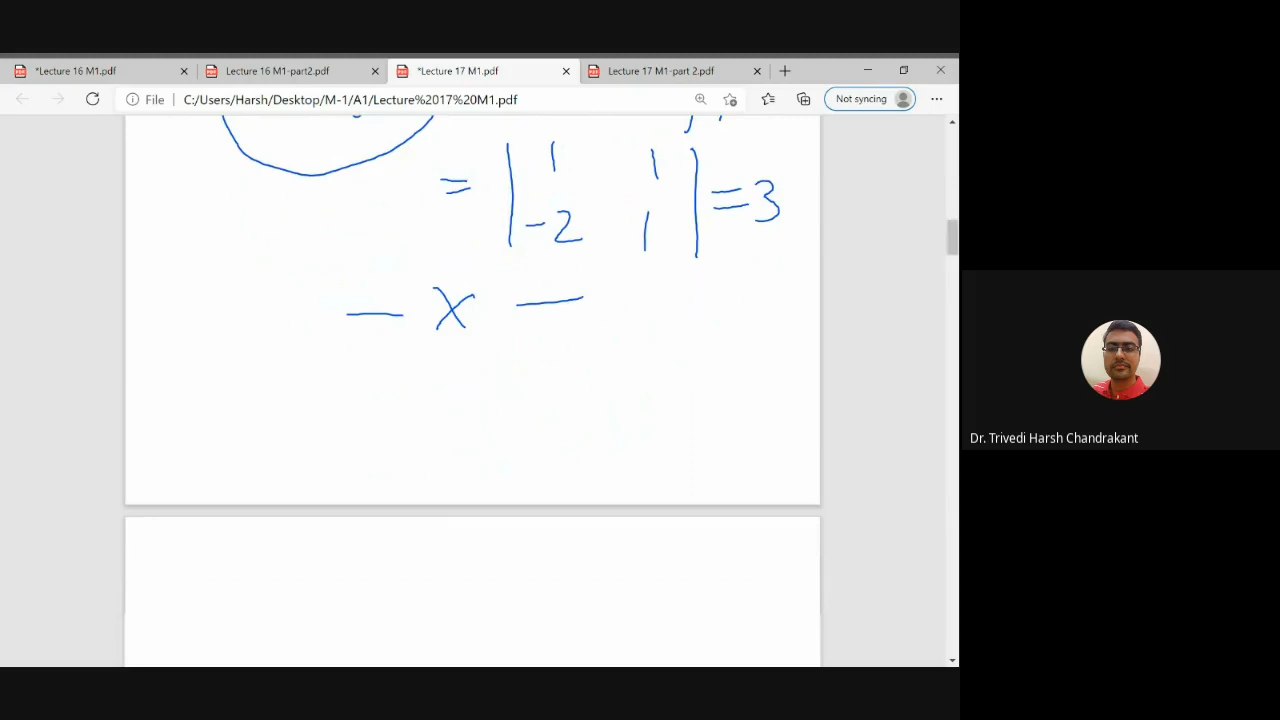 *Lecture 16 M1.pdf Lecture 16 M1-part2.pdf *Lecture 17 M1.pdf Lecture 17 M1-part 2.pdf
File C:/Users/Harsh/Desktop/M-1/A1/Lecture%2017%20M1.pdf Not syncing
= | 1 1 | = 3
| -2 1 |
— X —
Dr. Trivedi Harsh Chandrakant